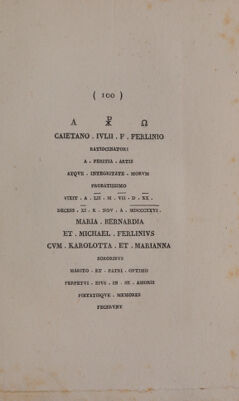 ( 100 )
A ☧ Ω
CAIETANO . IVLII . F . FERLINIO
RATIOCINATORI
A - PERITIA - ARTIS
ATQVE - INTEGRITATE - MORVM
PROBATISSIMO
VIXIT - A - LII - M - VII - D - XX .
DECESS - XI - K - NOV - A - MDCCCXXVI .
MARIA . BERNARDIA
ET . MICHAEL . FERLINIVS
CVM . KAROLOTTA . ET . MARIANNA
SORORIBVS
MARITO - ET - PATRI - OPTIMO
PERPETVI - EIVS - IN - SE - AMORIS
PIETATISQVE - MEMORES
FECERVNT